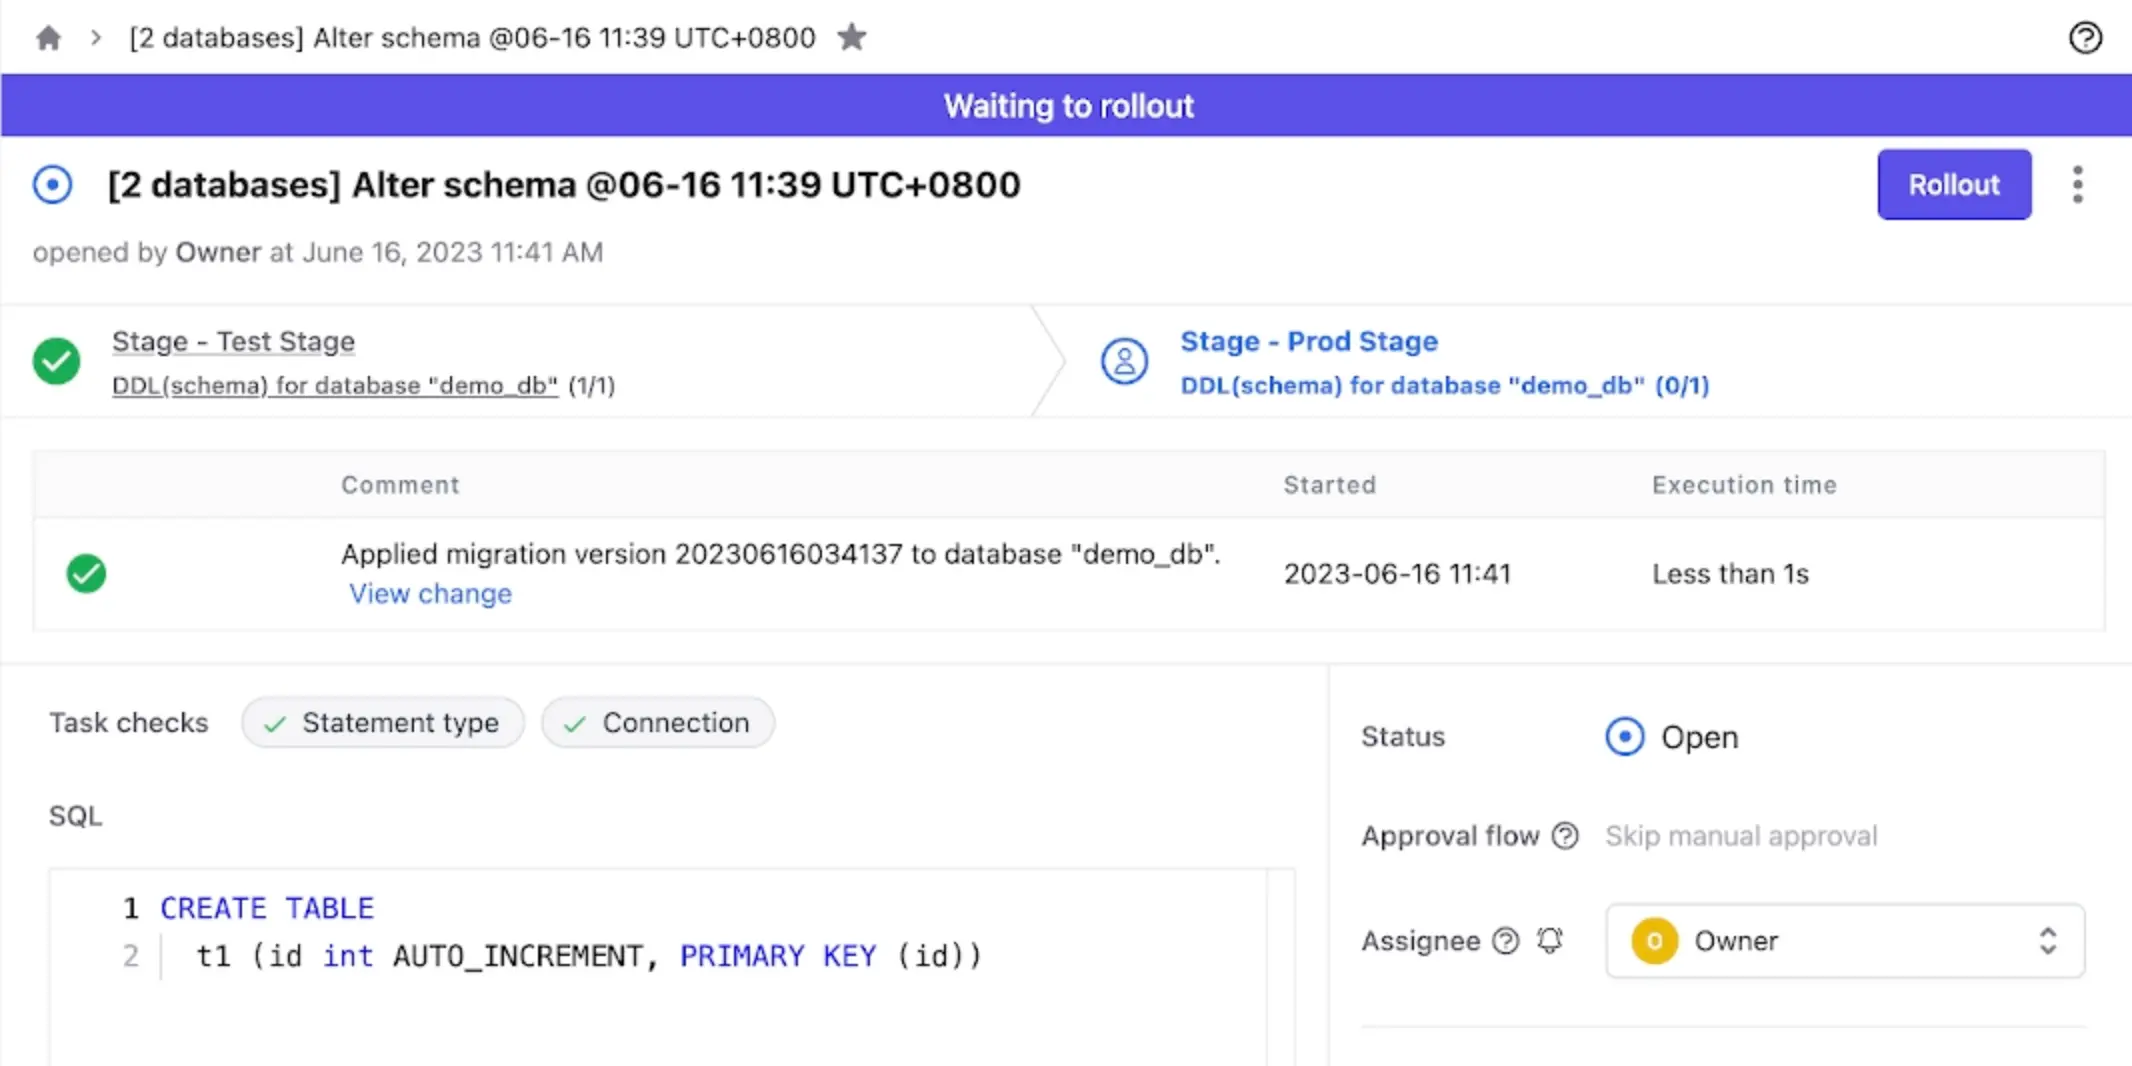 [2 databases] Alter schema @06-16 11:39 UTC+0800
Waiting to rollout
[2 databases] Alter schema @06-16 11:39 UTC+0800
Rollout
opened by Owner at June 16, 2023 11:41 AM
Stage - Test Stage
DDL(schema) for database "demo_db" (1/1)
Stage - Prod Stage
DDL(schema) for database "demo_db" (0/1)
Comment Started Execution time
Applied migration version 20230616034137 to database "demo_db".
View change
2023-06-16 11:41
Less than 1s
Task checks Statement type Connection
SQL
1 CREATE TABLE
2 t1 (id int AUTO_INCREMENT, PRIMARY KEY (id))
Status Open
Approval flow Skip manual approval
Assignee O Owner